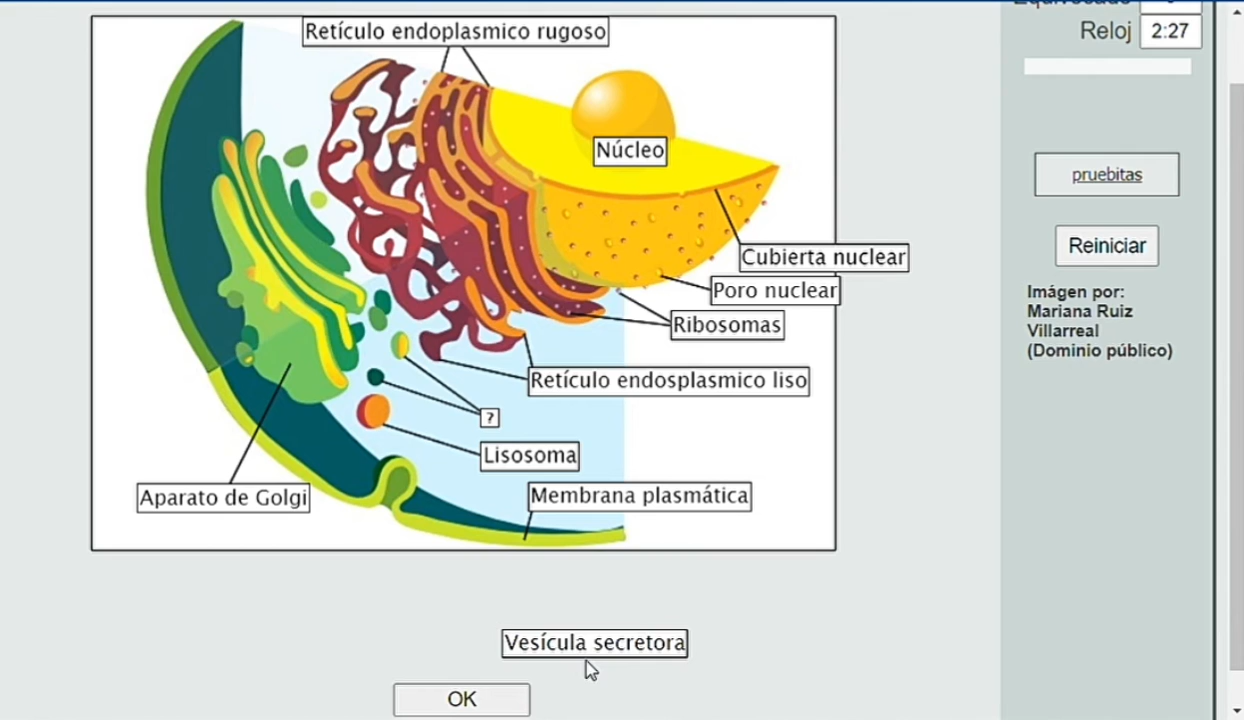 Reloj 2:27
Retículo endoplasmico rugoso
Núcleo
pruebitas
Cubierta nuclear
Reiniciar
Poro nuclear
Imágen por:
Mariana Ruiz
Villarreal
(Dominio público)
Ribosomas
Retículo endosplasmico liso
?
Lisosoma
Aparato de Golgi
Membrana plasmática
Vesícula secretora
OK